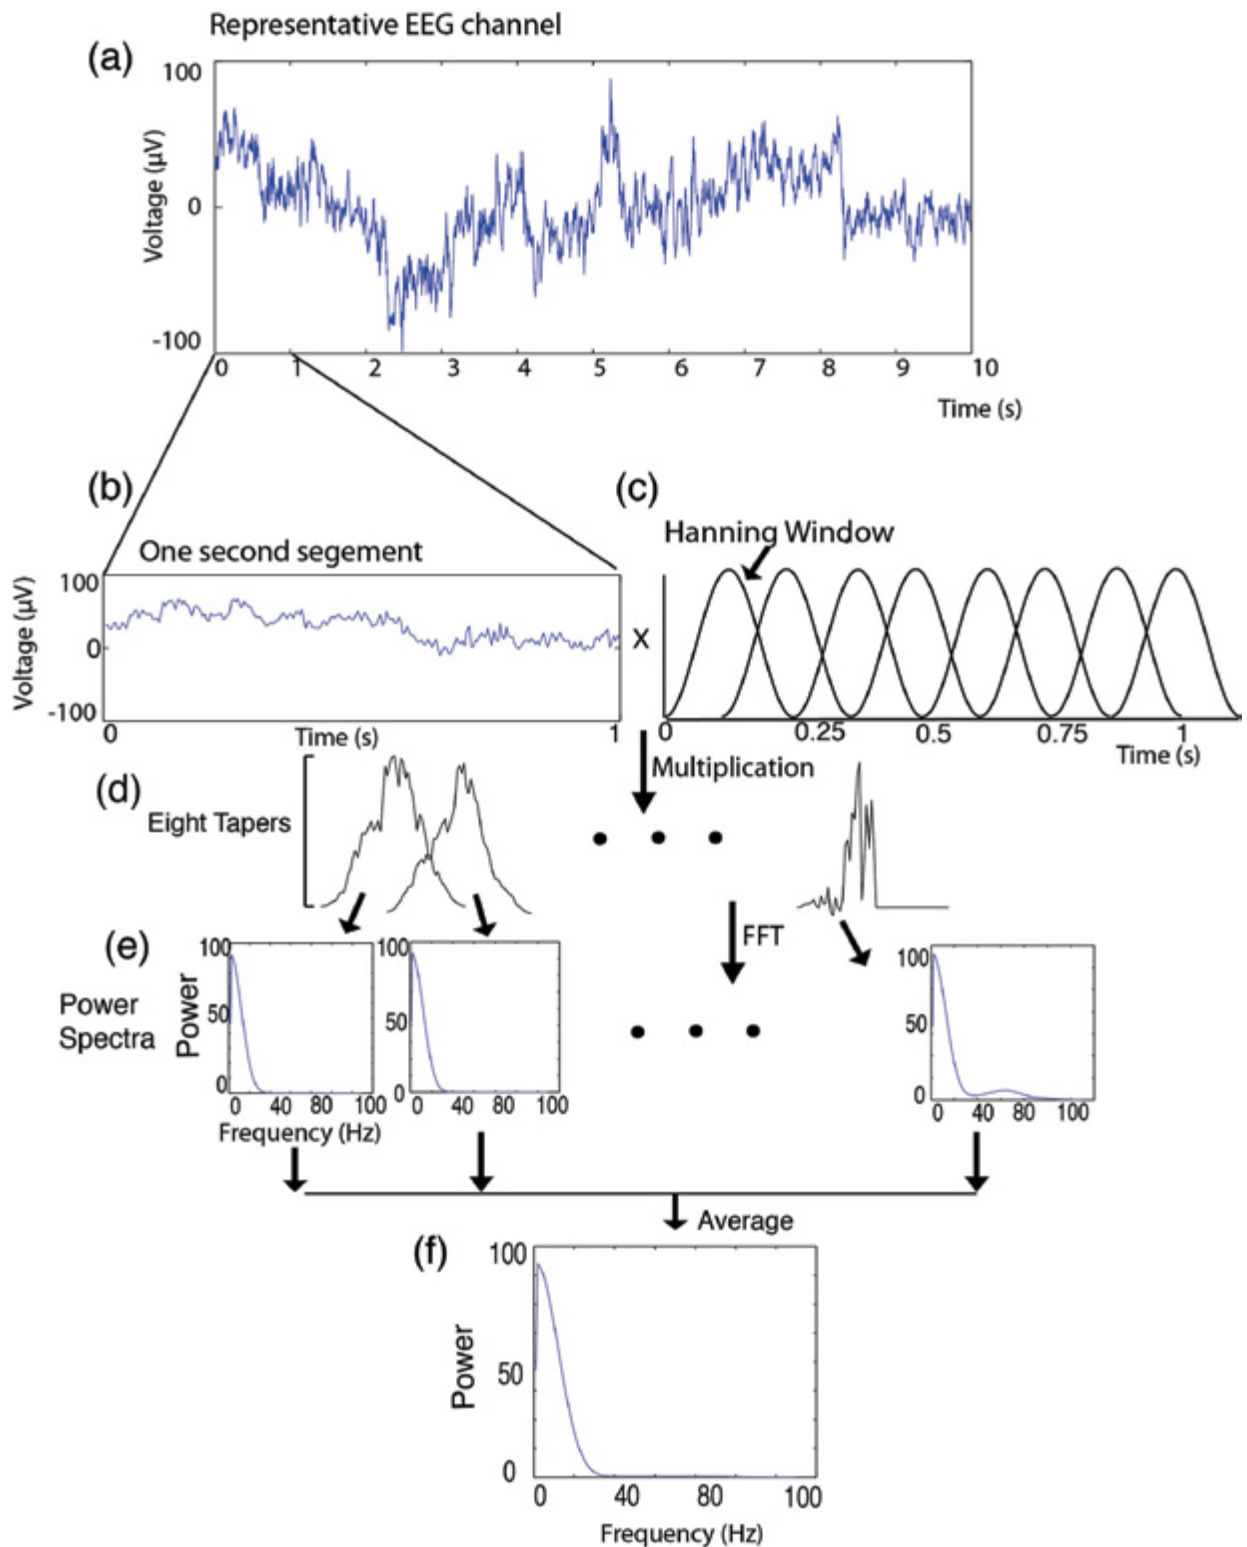 Representative EEG channel
(a)
100
0
-100
Voltage (µV)
0 1 2 3 4 5 6 7 8 9 10
Time (s)
(b)
One second segement
100
0
-100
Voltage (µV)
0 1
Time (s)
X
(c)
Hanning Window
0 0.25 0.5 0.75 1
Time (s)
Multiplication
(d)
Eight Tapers
FFT
(e)
Power
Spectra
Power
100
50
0
0 40 80 100
Frequency (Hz)
100
50
0
0 40 80 100
100
50
0
0 40 80 100
Average
(f)
100
50
0
Power
0 40 80 100
Frequency (Hz)